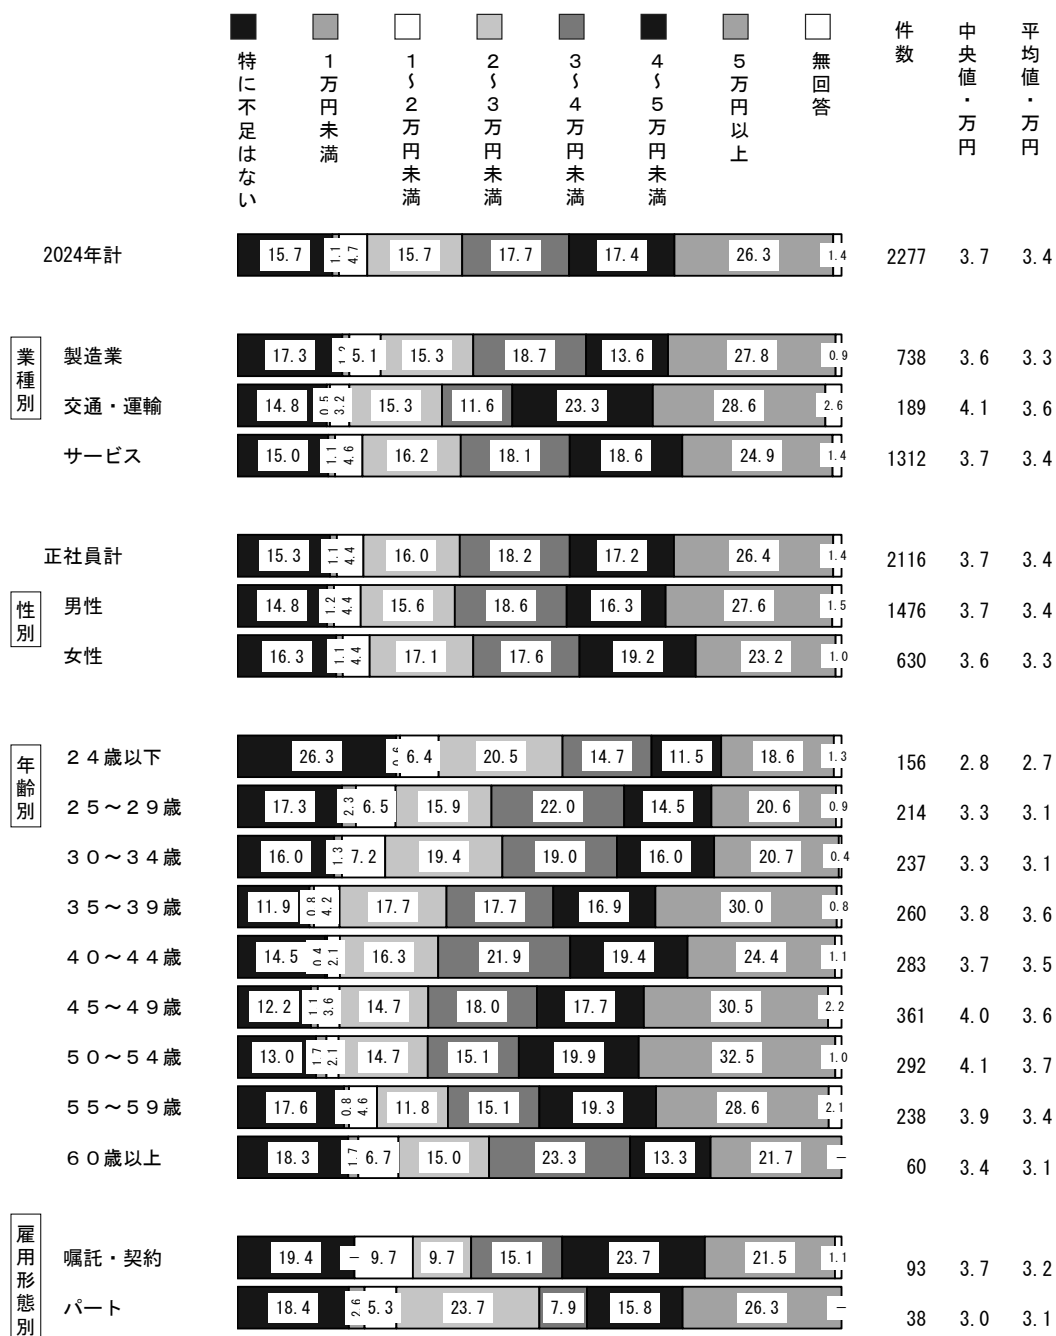 特に不足はない
１万円未満
１～２万円未満
２～３万円未満
３～４万円未満
４～５万円未満
５万円以上
無回答
件数
中央値・万円
平均値・万円
2024年計 15.7 1.1 4.7 15.7 17.7 17.4 26.3 1.4 2277 3.7 3.4
業種別
製造業 17.3 5.1 15.3 18.7 13.6 27.8 0.9 738 3.6 3.3
交通・運輸 14.8 0.5 3.2 15.3 11.6 23.3 28.6 2.6 189 4.1 3.6
サービス 15.0 1.1 4.6 16.2 18.1 18.6 24.9 1.4 1312 3.7 3.4
正社員計 15.3 1.1 4.4 16.0 18.2 17.2 26.4 1.4 2116 3.7 3.4
性別
男性 14.8 1.2 4.4 15.6 18.6 16.3 27.6 1.5 1476 3.7 3.4
女性 16.3 1.1 4.4 17.1 17.6 19.2 23.2 1.0 630 3.6 3.3
年齢別
２４歳以下 26.3 6.4 20.5 14.7 11.5 18.6 1.3 156 2.8 2.7
２５～２９歳 17.3 2.3 6.5 15.9 22.0 14.5 20.6 0.9 214 3.3 3.1
３０～３４歳 16.0 1.3 7.2 19.4 19.0 16.0 20.7 0.4 237 3.3 3.1
３５～３９歳 11.9 0.8 4.2 17.7 17.7 16.9 30.0 0.8 260 3.8 3.6
４０～４４歳 14.5 0.4 2.1 16.3 21.9 19.4 24.4 1.1 283 3.7 3.5
４５～４９歳 12.2 1.1 3.6 14.7 18.0 17.7 30.5 2.2 361 4.0 3.6
５０～５４歳 13.0 1.7 2.1 14.7 15.1 19.9 32.5 1.0 292 4.1 3.7
５５～５９歳 17.6 0.8 4.6 11.8 15.1 19.3 28.6 2.1 238 3.9 3.4
６０歳以上 18.3 1.7 6.7 15.0 23.3 13.3 21.7 － 60 3.4 3.1
雇用形態別
嘱託・契約 19.4 － 9.7 9.7 15.1 23.7 21.5 1.1 93 3.7 3.2
パート 18.4 2.6 5.3 23.7 7.9 15.8 26.3 － 38 3.0 3.1